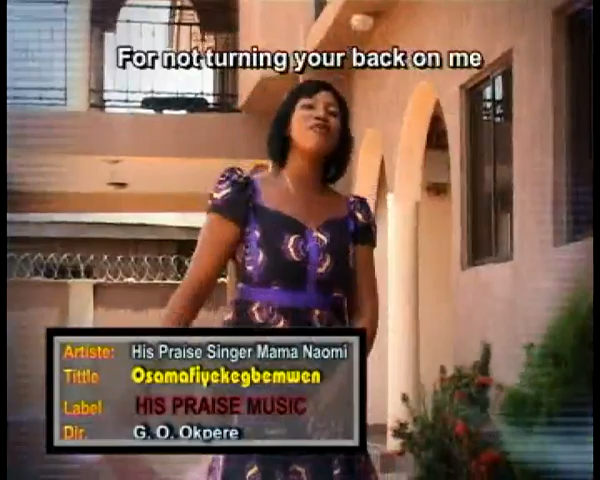 For not turning your back on me
Artiste: His Praise Singer Mama Naomi
Tittle Osamafiyekegbemwen
Label HIS PRAISE MUSIC
Dir. G. O. Okpere